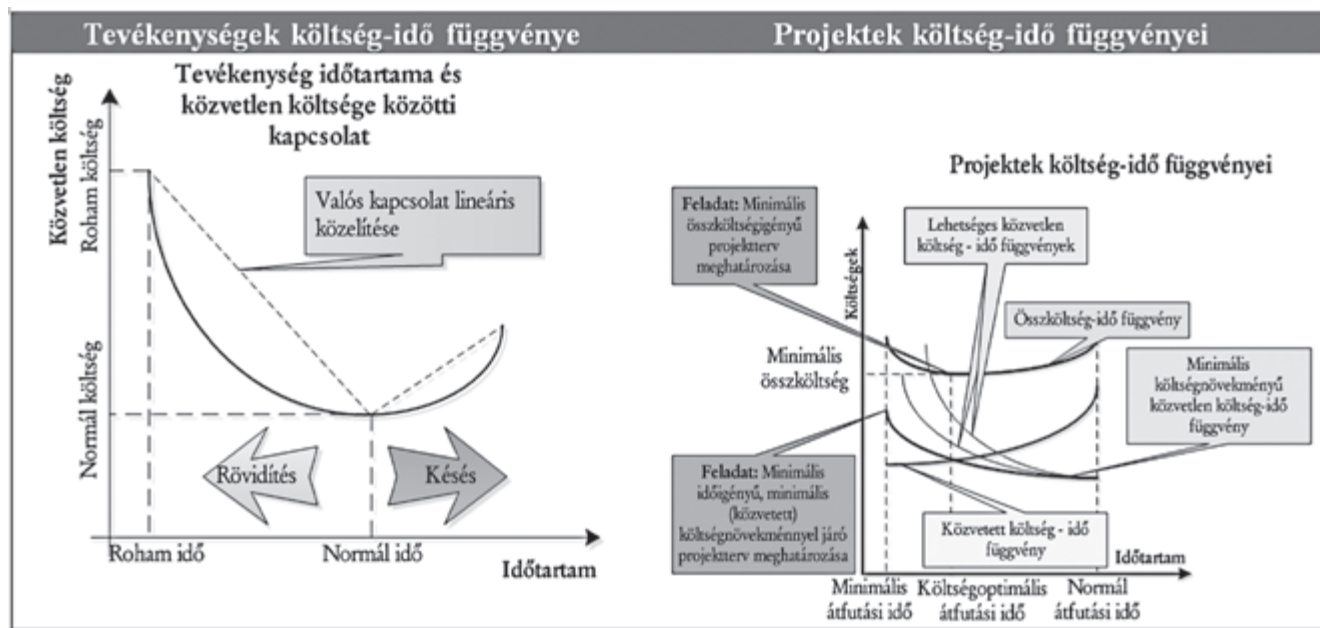 Tevékenységek költség-idő függvénye
Tevékenység időtartama és
közvetlen költsége közötti
kapcsolat
Közvetlen költség
Roham költség
Normál költség
Valós kapcsolat lineáris
közelítése
Rövidítés
Késés
Roham idő
Normál idő
Időtartam
Projektek költség-idő függvényei
Projektek költség-idő függvényei
Feladat: Minimális
összköltségigényű
projektterv
meghatározása
Lehetséges közvetlen
költség - idő függvények
Költségek
Összköltség-idő függvény
Minimális
összköltség
Minimális
költségnövekményű
közvetlen költség-idő
függvény
Feladat: Minimális
időigényű, minimális
(közvetett)
költségnövekménnyel járó
projektterv meghatározása
Közvetett költség - idő
függvény
Időtartam
Minimális
átfutási idő
Költségoptimális
átfutási idő
Normál
átfutási idő